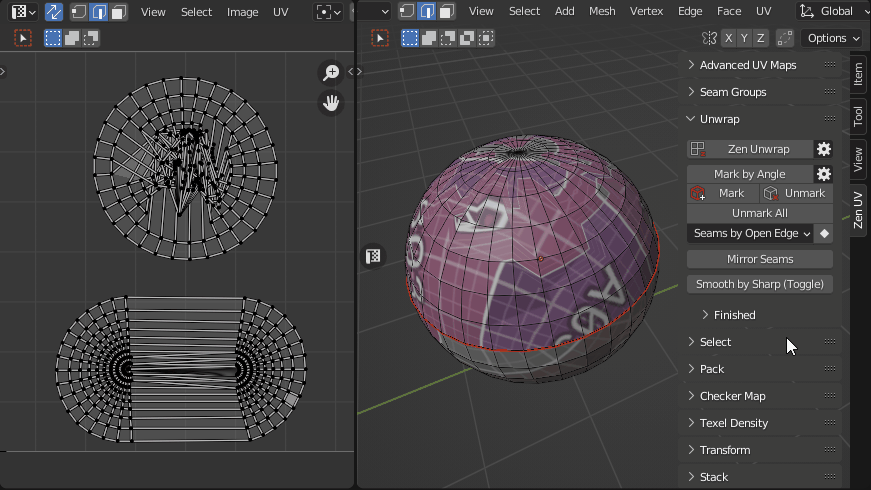 View Select Image UV
View Select Add Mesh Vertex Edge Face UV Global
X Y Z Options
Advanced UV Maps
Seam Groups
Unwrap
Zen Unwrap
Mark by Angle
Mark Unmark
Unmark All
Seams by Open Edge
Mirror Seams
Smooth by Sharp (Toggle)
Finished
Select
Pack
Checker Map
Texel Density
Transform
Stack
Item
Tool
View
Zen UV